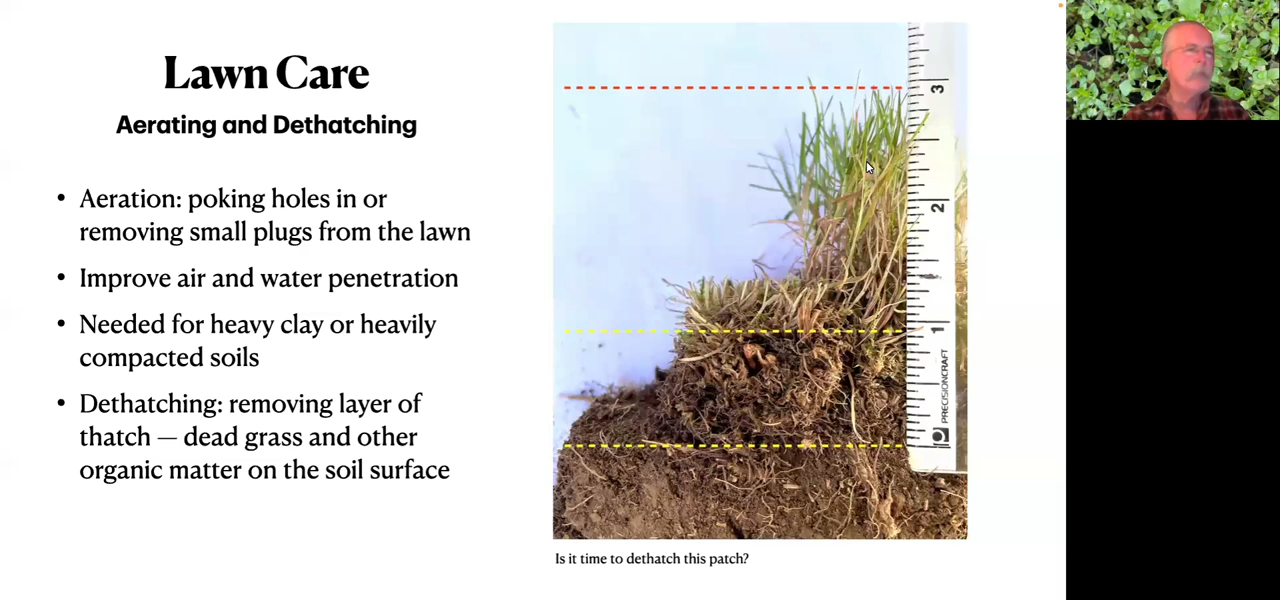 Lawn Care
Aerating and Dethatching
• Aeration: poking holes in or
removing small plugs from the lawn
• Improve air and water penetration
• Needed for heavy clay or heavily
compacted soils
• Dethatching: removing layer of
thatch — dead grass and other
organic matter on the soil surface
3
2
1
PRECISIONCRAFT
Is it time to dethatch this patch?